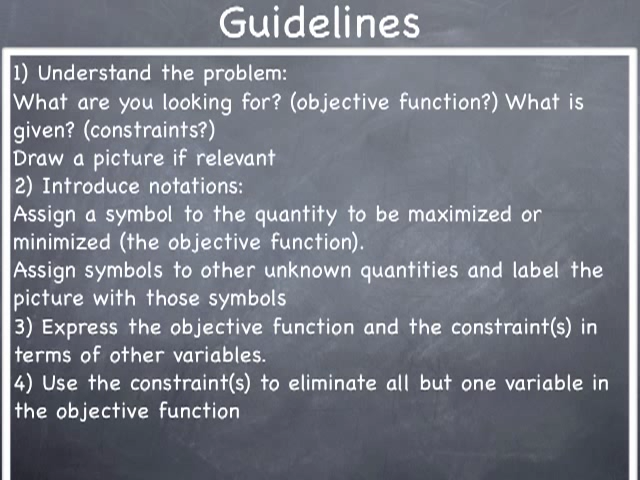 Guidelines
1) Understand the problem:
What are you looking for? (objective function?) What is
given? (constraints?)
Draw a picture if relevant
2) Introduce notations:
Assign a symbol to the quantity to be maximized or
minimized (the objective function).
Assign symbols to other unknown quantities and label the
picture with those symbols
3) Express the objective function and the constraint(s) in
terms of other variables.
4) Use the constraint(s) to eliminate all but one variable in
the objective function